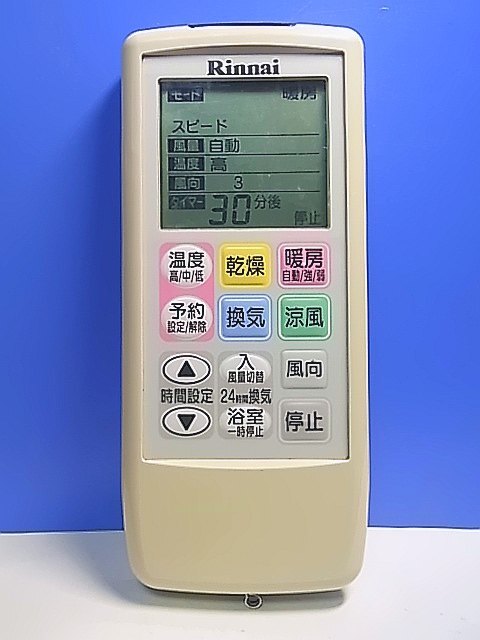 Rinnai
モード 暖房
スピード
風量 自動
温度 高
風向 3
タイマー 30 分後 停止
温度 乾燥 暖房
高/中/低 自動/強/弱
予約 換気 涼風
設定/解除
入 風向
風量切替
時間設定 24時間換気
浴室 停止
一時停止